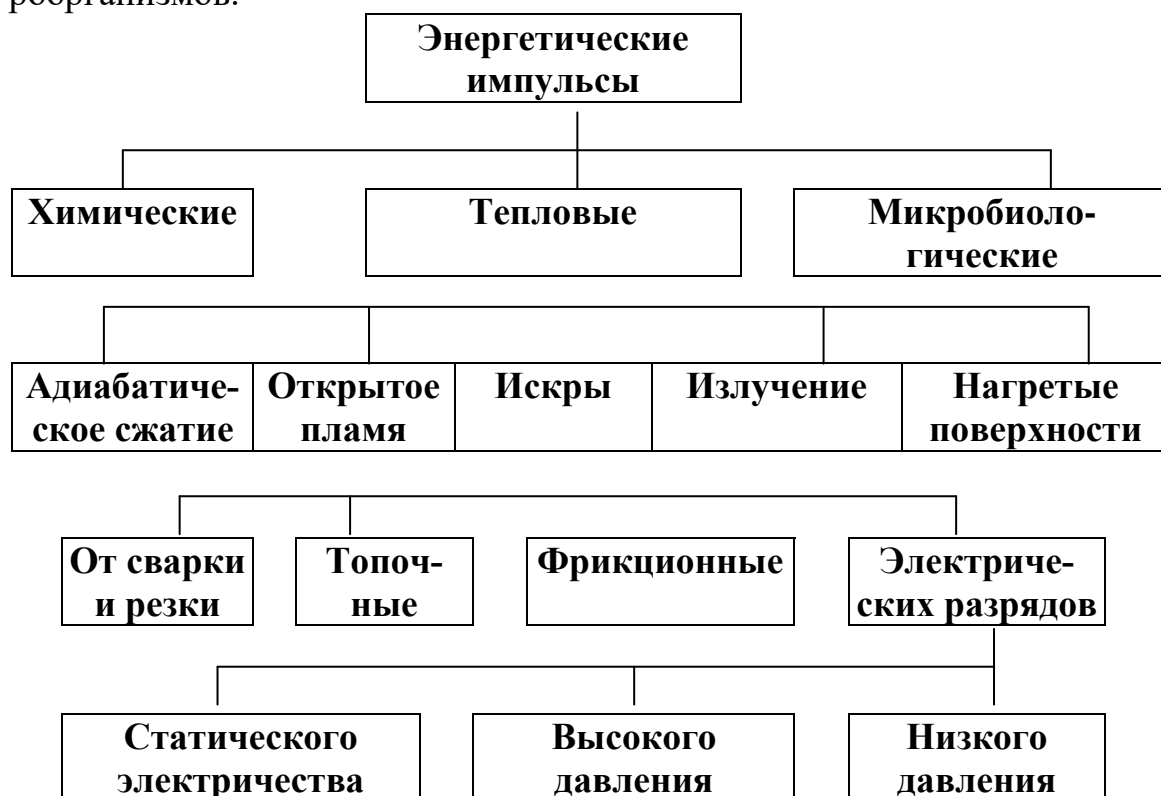 роорганизмов.
Энергетические
импульсы
Химические
Тепловые
Микробиоло-
гические
Адиабатиче-
ское сжатие
Открытое
пламя
Искры
Излучение
Нагретые
поверхности
От сварки
и резки
Топоч-
ные
Фрикционные
Электриче-
ских разрядов
Статического
электричества
Высокого
давления
Низкого
давления